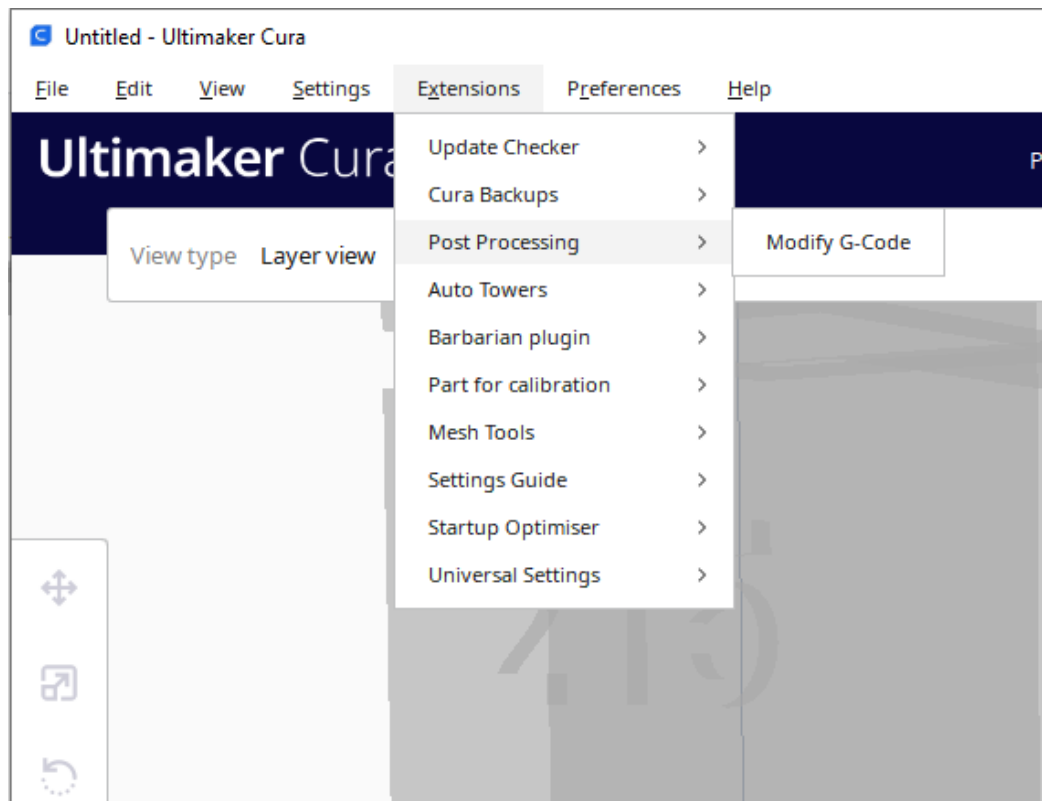 Untitled - Ultimaker Cura
File Edit View Settings Extensions Preferences Help
Ultimaker Cura
P
View type Layer view
Update Checker
Cura Backups
Post Processing
Modify G-Code
Auto Towers
Barbarian plugin
Part for calibration
Mesh Tools
Settings Guide
Startup Optimiser
Universal Settings
215